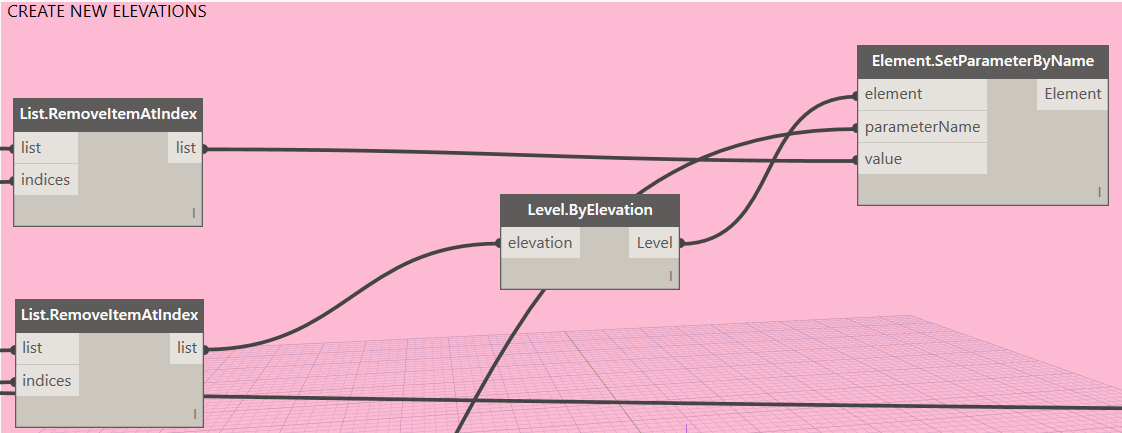 CREATE NEW ELEVATIONS
Element.SetParameterByName
element
Element
parameterName
value
I
List.RemoveItemAtIndex
list
list
indices
I
Level.ByElevation
elevation
Level
I
List.RemoveItemAtIndex
list
list
indices
I